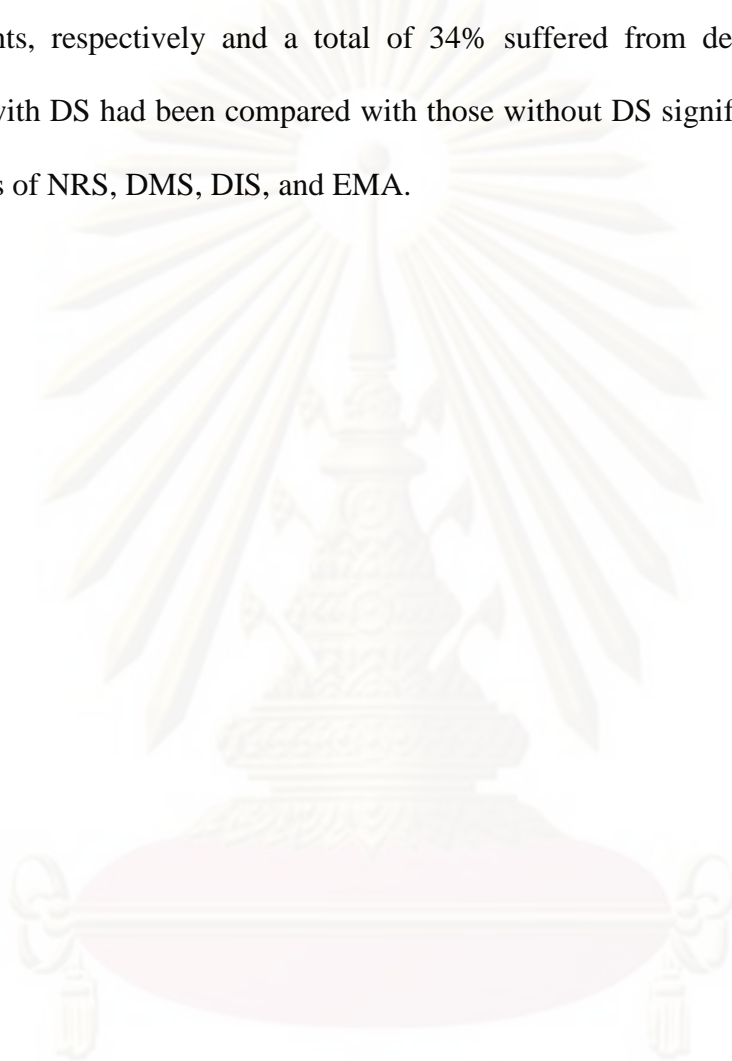 nts, respectively and a total of 34% suffered from de
with DS had been compared with those without DS signif
s of NRS, DMS, DIS, and EMA.